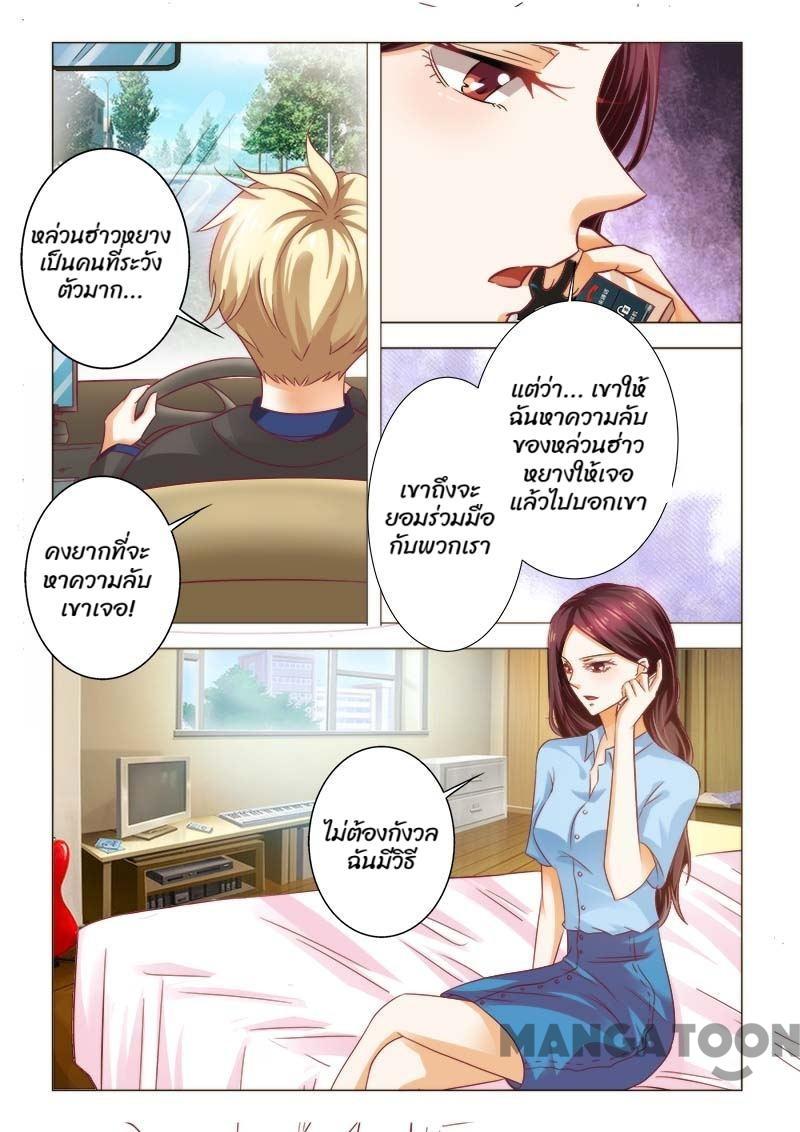 หล่วนฮ่าวหยาง
เป็นคนที่ระวัง
ตัวมาก...
แต่ว่า... เขาให้
ฉันหาความลับ
ของหล่วนฮ่าว
หยางให้เจอ
แล้วไปบอกเขา
เขาถึงจะ
ยอมร่วมมือ
กับพวกเรา
คงยากที่จะ
หาความลับ
เขาเจอ!
ไม่ต้องกังวล
ฉันมีวิธี
MANGATOON